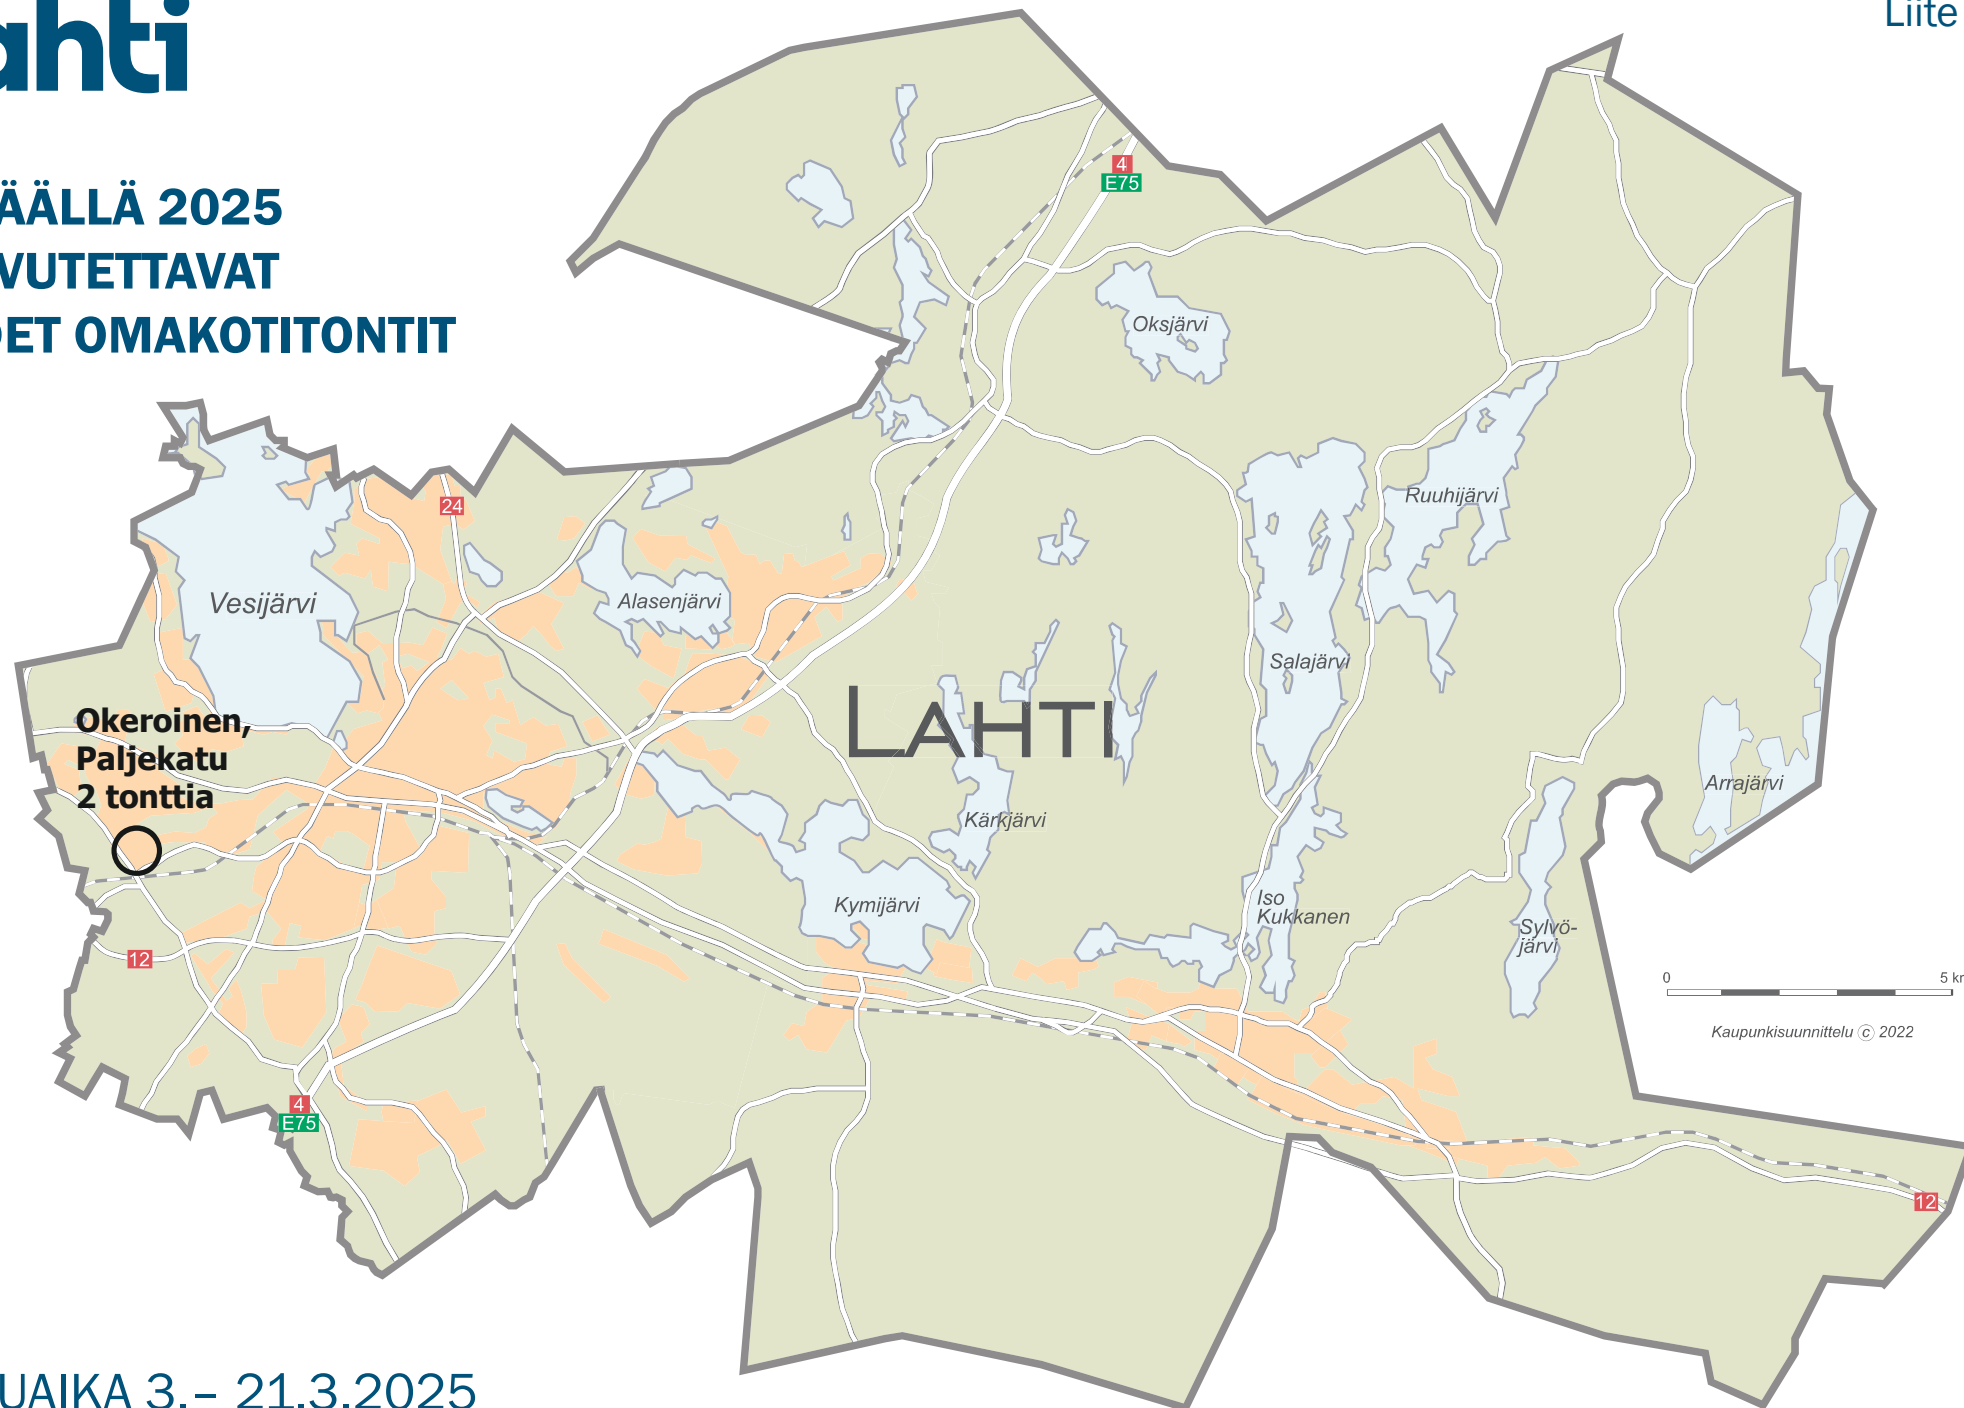 Liite
ahti
ÄÄLLÄ 2025
VUTETTAVAT
DET OMAKOTITONTIT
4
E75
Oksjärvi
Ruuhijärvi
24
Vesijärvi
Alasenjärvi
Salajärvi
LAHTI
Okeroinen,
Paljekatu
2 tonttia
Arrajärvi
Kärkjärvi
Kymijärvi
Iso
Kukkanen
Sylvö-
järvi
12
0 5 km
Kaupunkisuunnittelu © 2022
4
E75
12
UAIKA 3.– 21.3.2025